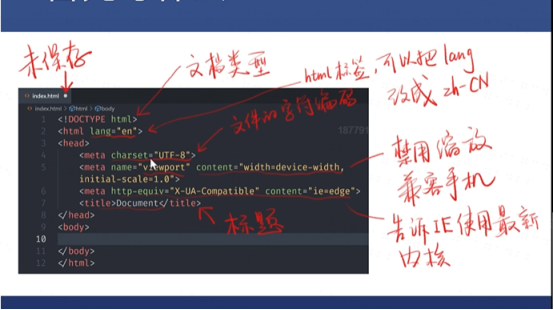 未保存
文档类型
html标签,可以把lang
改成 zh-CN
文件的字符编码
禁用缩放
兼容手机
告诉IE使用最新
内核
标题
index.html
index.html > html > body
1 <!DOCTYPE html>
2 <html lang="en">
3 <head>
4 <meta charset="UTF-8">
5 <meta name="viewport" content="width=device-width,
initial-scale=1.0">
6 <meta http-equiv="X-UA-Compatible" content="ie=edge">
7 <title>Document</title>
8 </head>
9 <body>
10
11 </body>
12 </html>